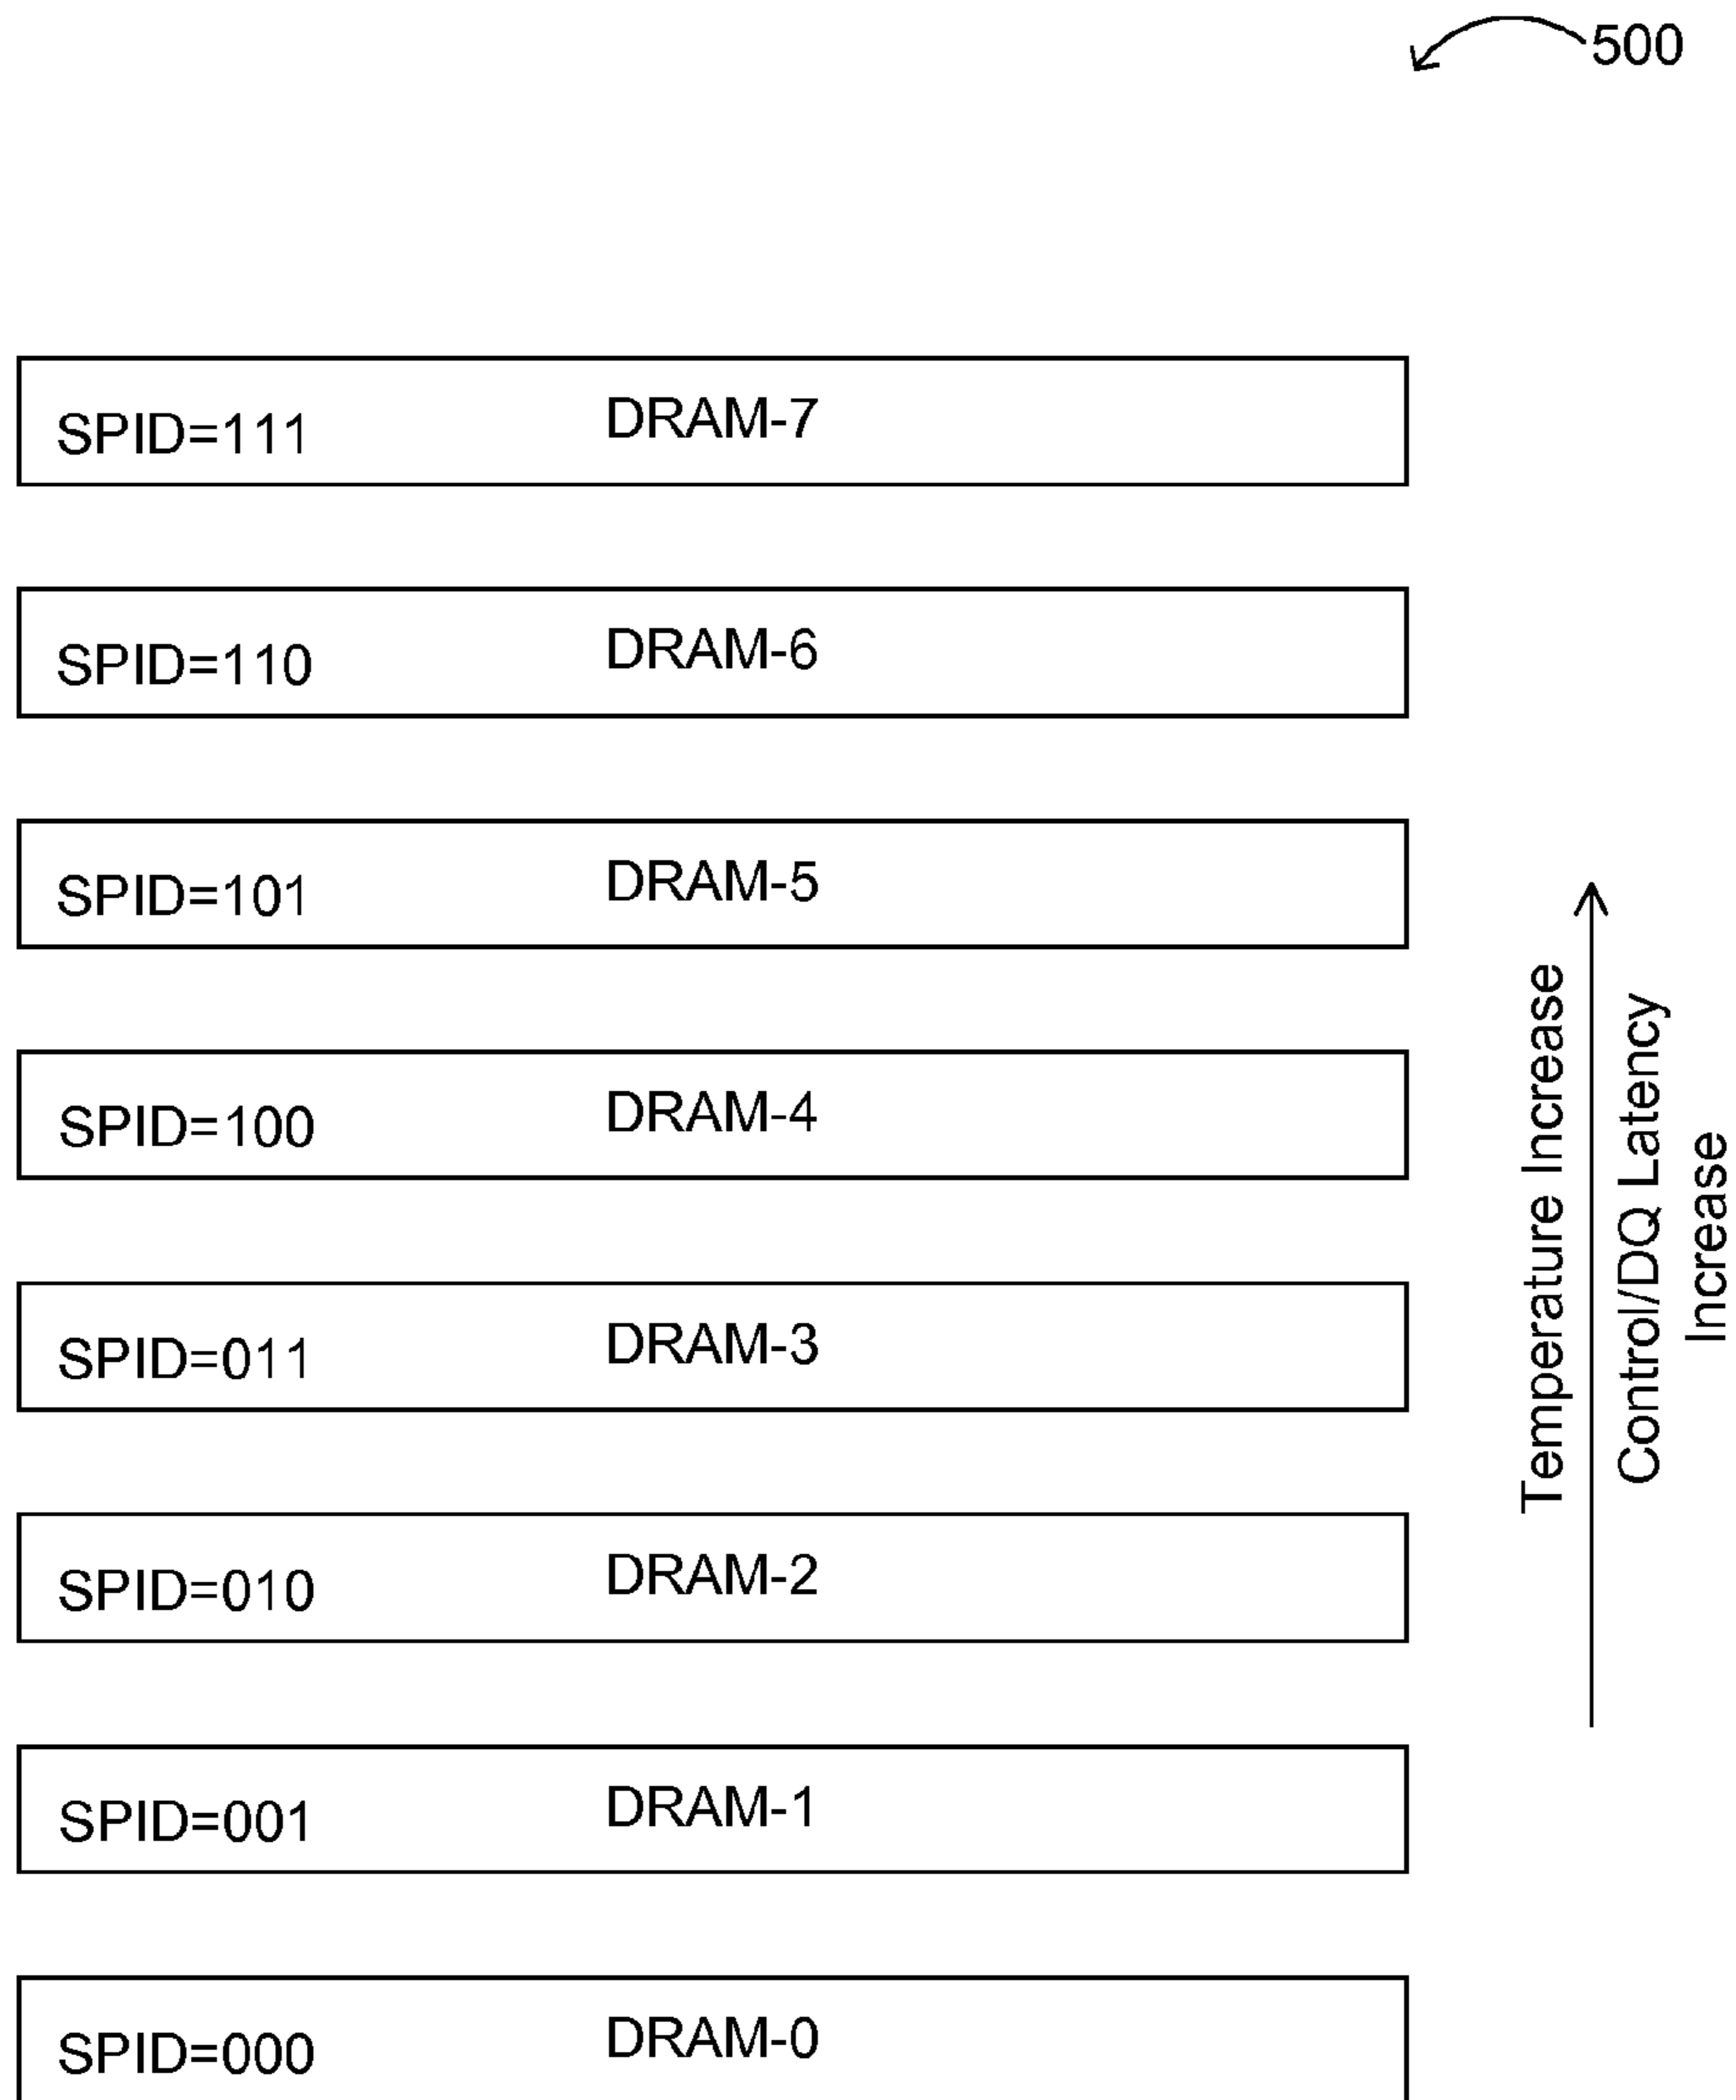 500
SPID=111 DRAM-7
SPID=110 DRAM-6
SPID=101 DRAM-5
SPID=100 DRAM-4
SPID=011 DRAM-3
SPID=010 DRAM-2
SPID=001 DRAM-1
SPID=000 DRAM-0
Temperature Increase
Control/DQ Latency
Increase